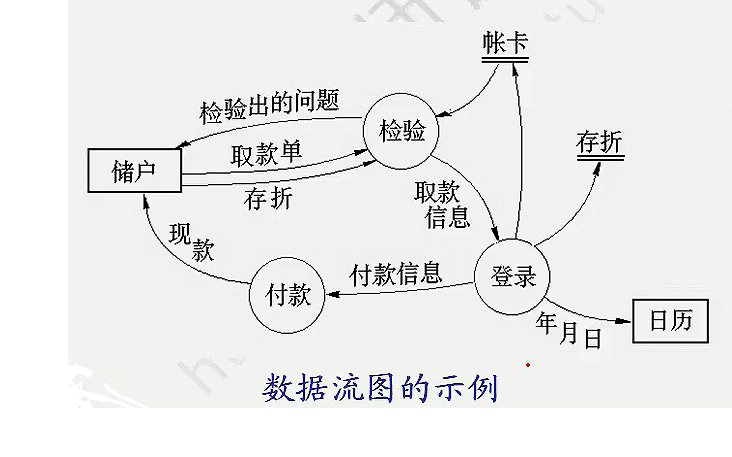 帐卡
检验出的问题
检验
存折
取款单
储户
存折
取款
信息
现款
付款信息
登录
付款
年月日
日历
数据流图的示例